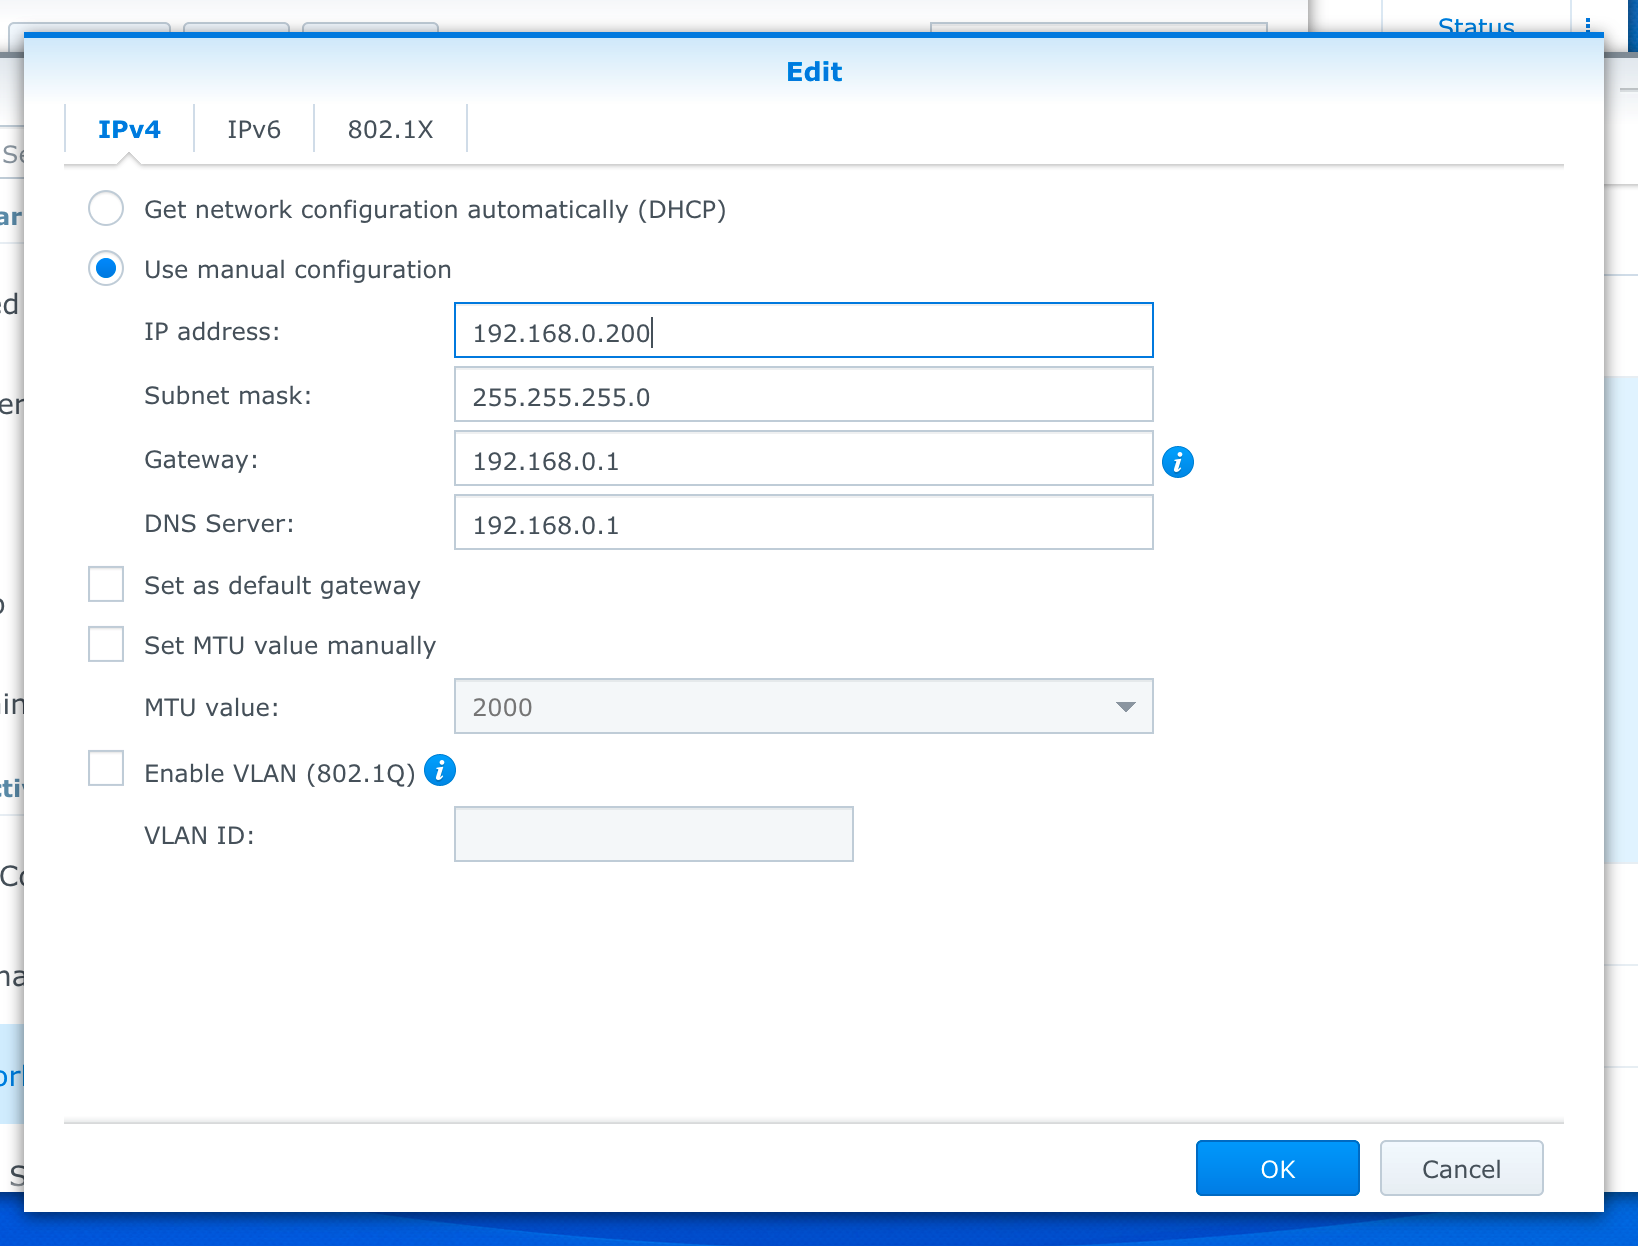 Status
Edit
IPv4
IPv6
802.1X
Get network configuration automatically (DHCP)
Use manual configuration
IP address:
192.168.0.200
Subnet mask:
255.255.255.0
Gateway:
192.168.0.1
i
DNS Server:
192.168.0.1
Set as default gateway
Set MTU value manually
MTU value:
2000
Enable VLAN (802.1Q)
i
VLAN ID:
OK
Cancel